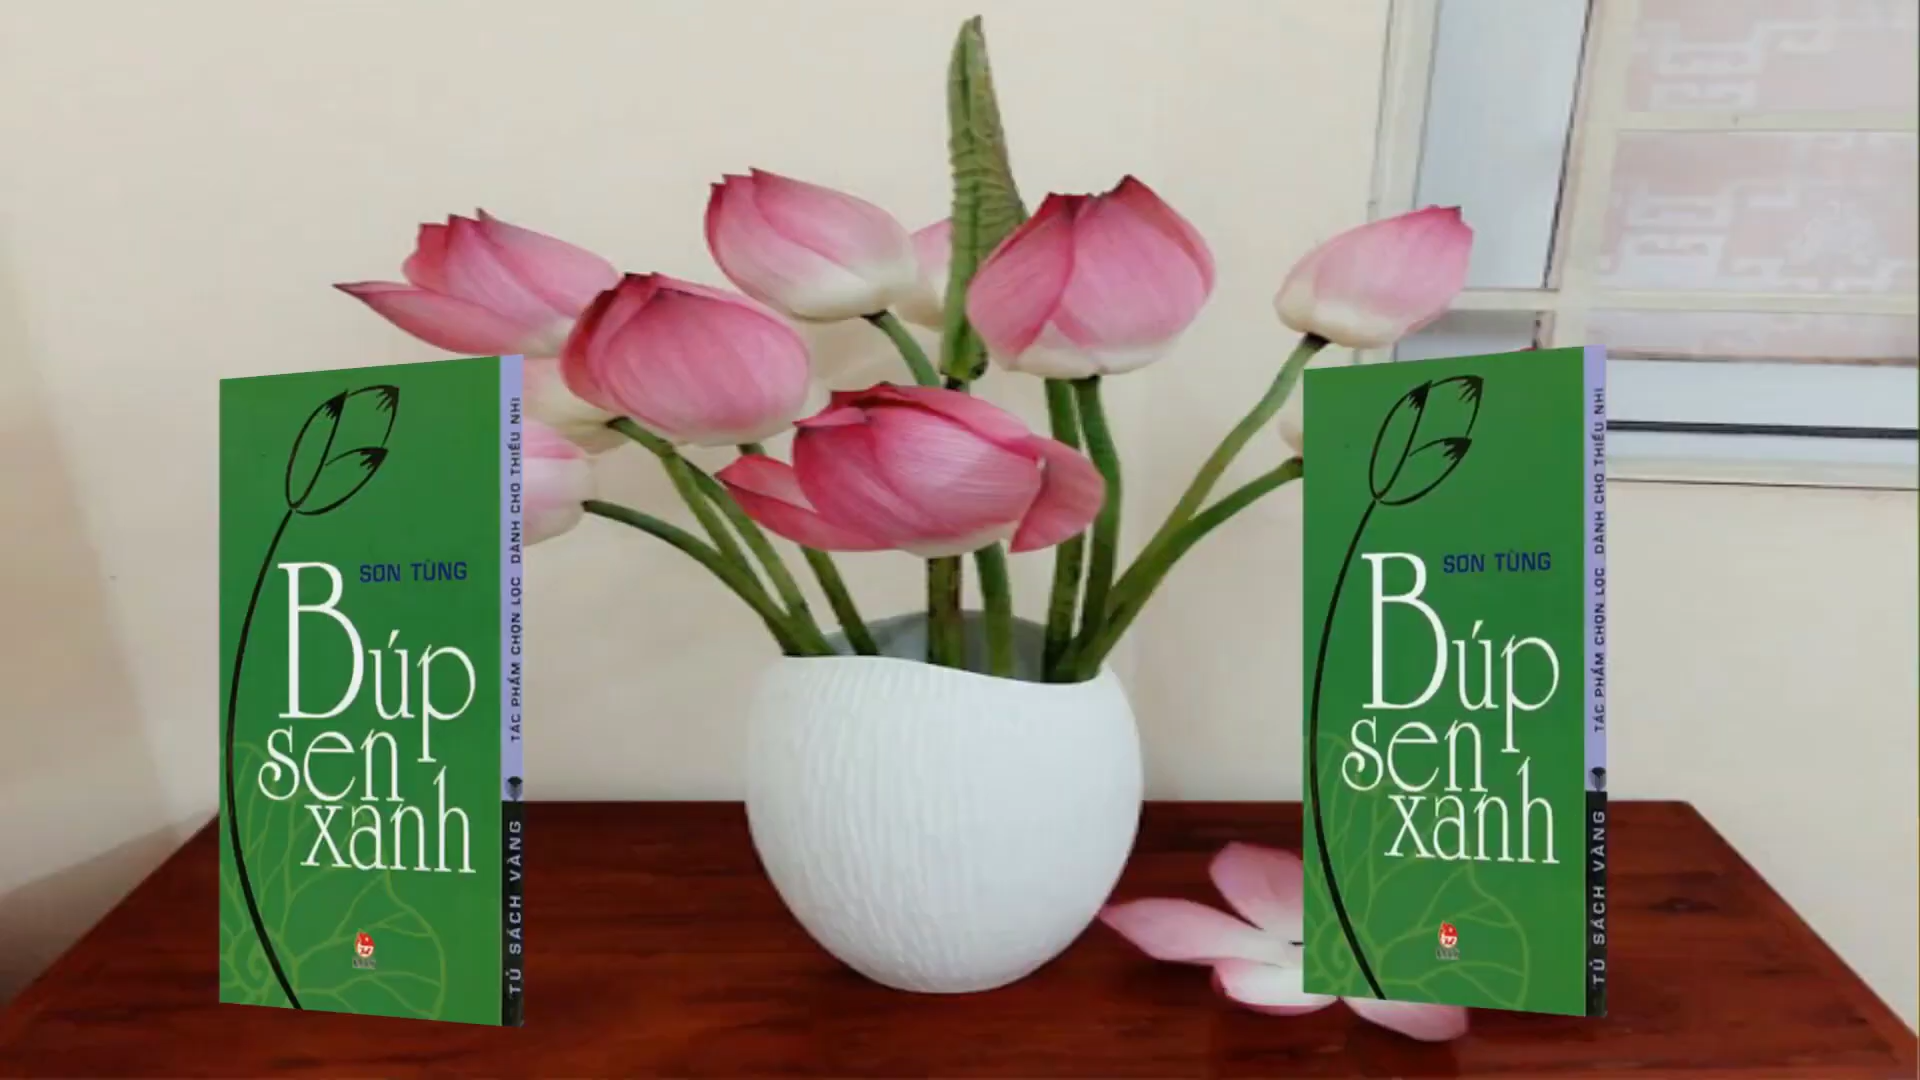 SƠN TÙNG
Búp
sen
xanh
TÁC PHẨM CHỌN LỌC DÀNH CHO THIẾU NHI
TỦ SÁCH VÀNG
SƠN TÙNG
Búp
sen
xanh
TÁC PHẨM CHỌN LỌC DÀNH CHO THIẾU NHI
TỦ SÁCH VÀNG